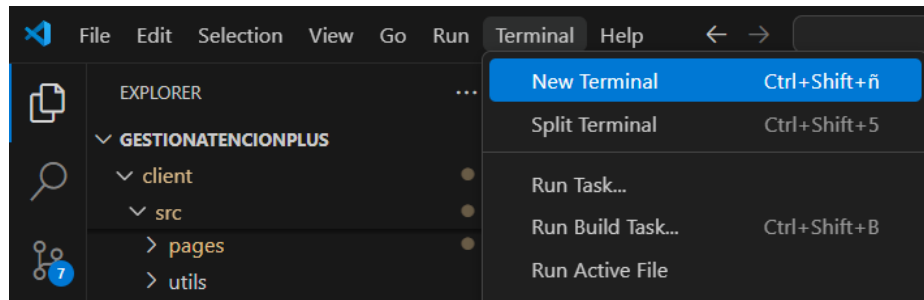 File Edit Selection View Go Run Terminal Help
EXPLORER
GESTIONATENCIONPLUS
client
src
pages
utils
7
New Terminal Ctrl+Shift+ñ
Split Terminal Ctrl+Shift+5
Run Task...
Run Build Task... Ctrl+Shift+B
Run Active File